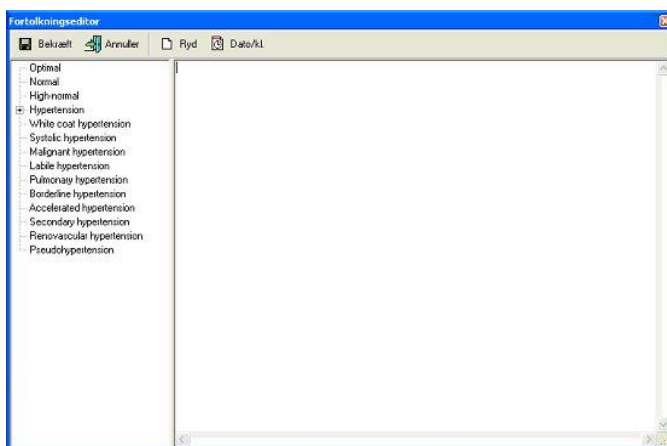 Fortolkningseditor
Bekræft Annuller Ryd Dato/kl.
Optimal
Normal
High-normal
Hypertension
White coat hypertension
Systolic hypertension
Malignant hypertension
Labile hypertension
Pulmonary hypertension
Borderline hypertension
Accelerated hypertension
Secondary hypertension
Renovascular hypertension
Pseudohypertension